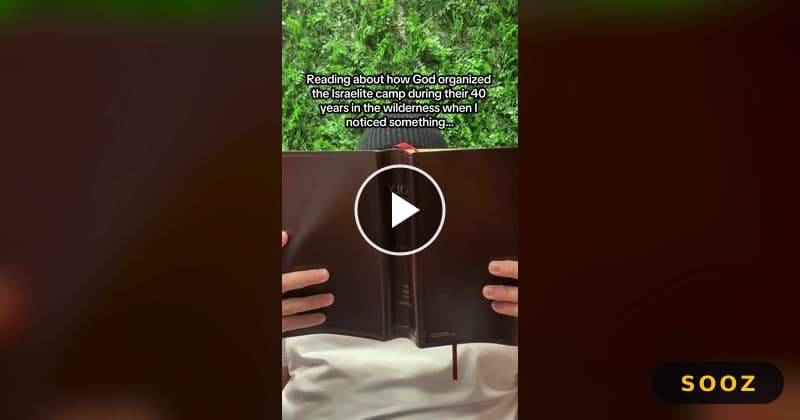 Reading about how God organized
the Israelite camp during their 40
years in the wilderness when I
noticed something...
SOOZ